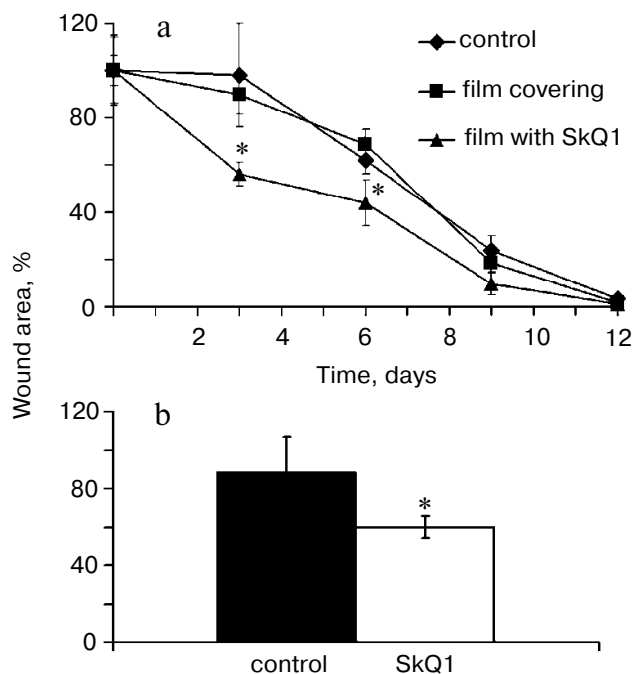 120
a
control
80
film covering
*
film with SkQ1
*
40
0
2 4 6 8 10 12
Time, days
Wound area, %
120
b
80
*
40
0
control SkQ1